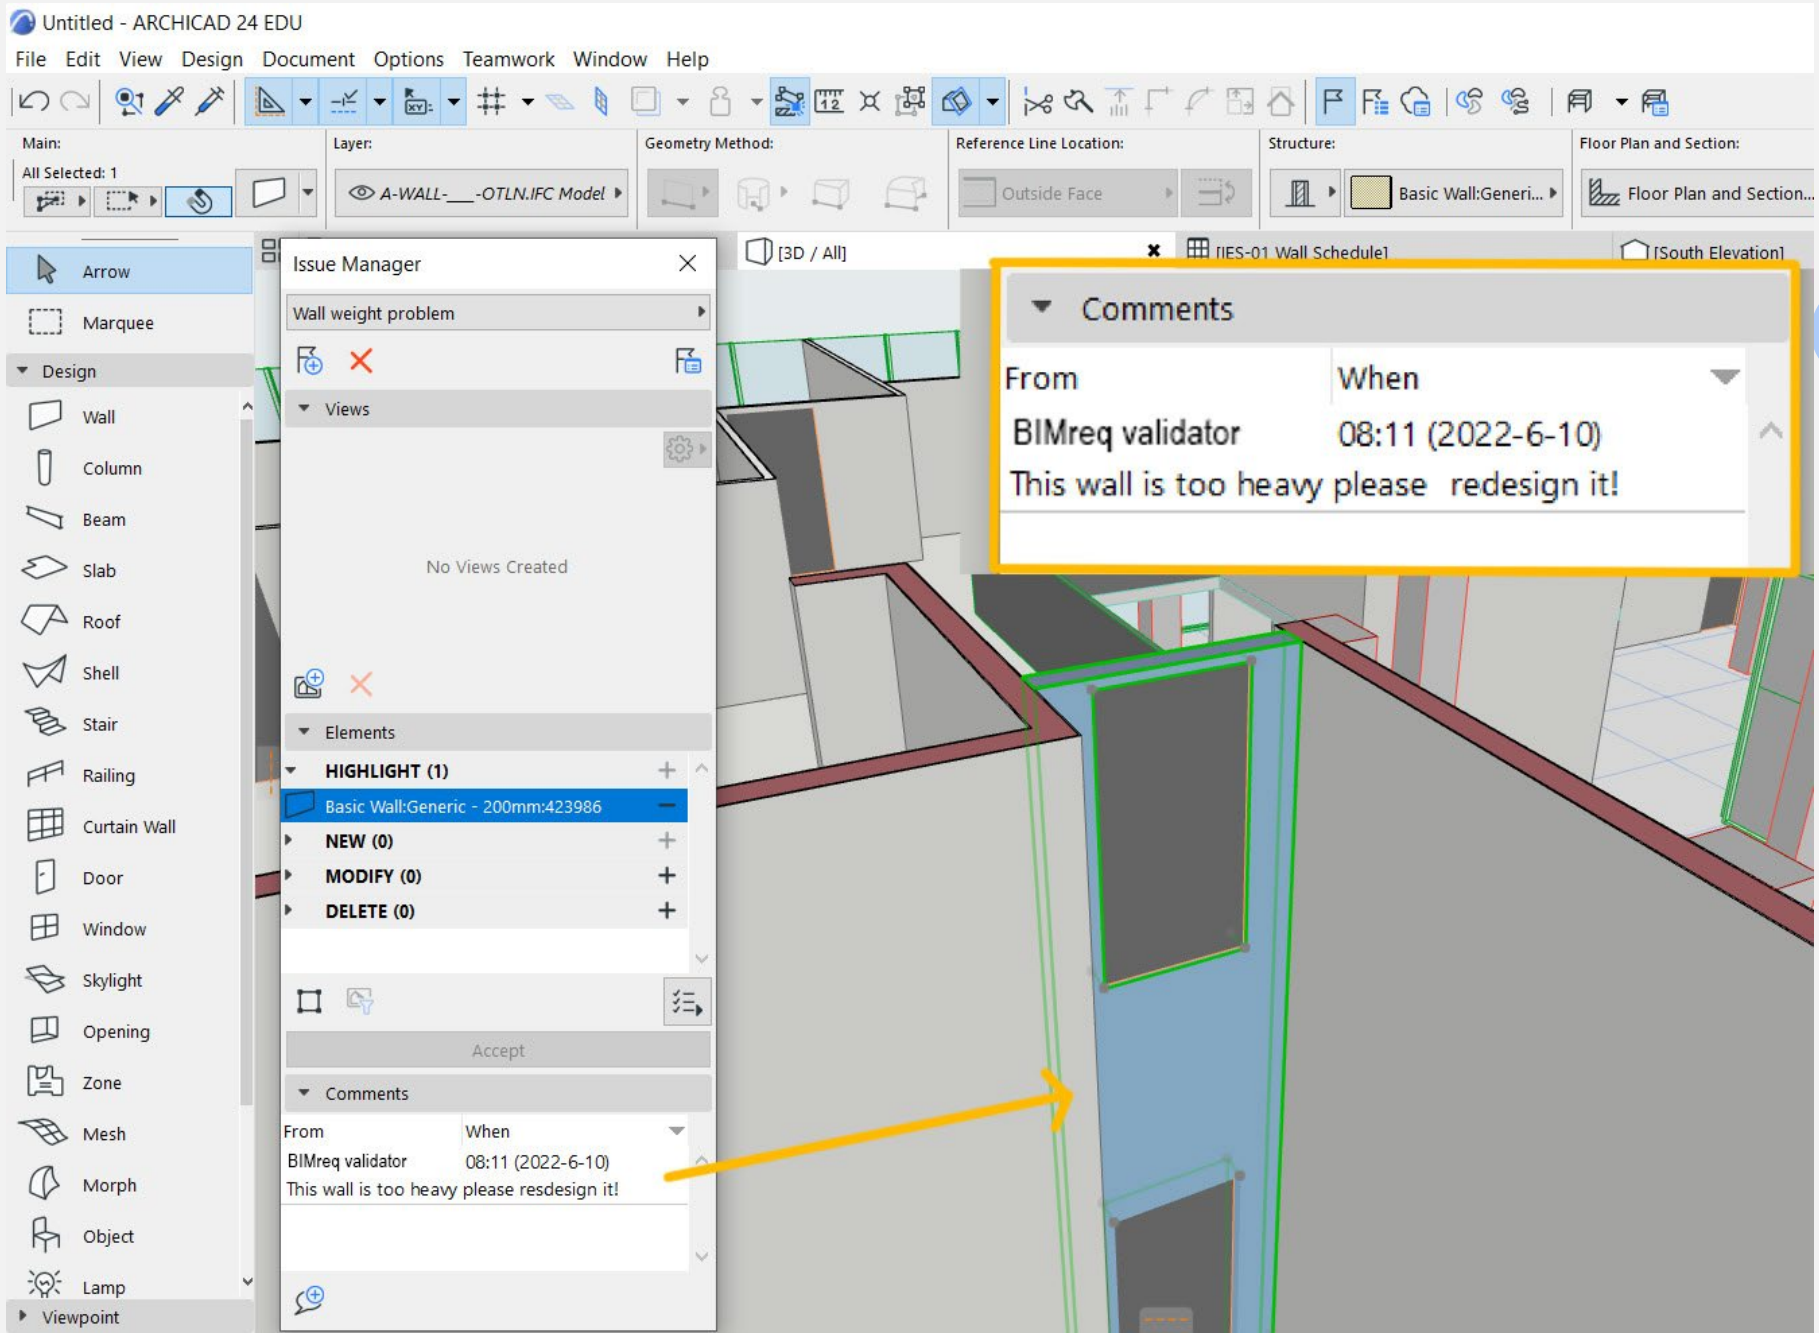 Untitled - ARCHICAD 24 EDU
File Edit View Design Document Options Teamwork Window Help
Main:
Layer:
Geometry Method:
Reference Line Location:
Structure:
Floor Plan and Section:
All Selected: 1
A-WALL-___-OTLN.IFC Model
Outside Face
Basic Wall:Generi...
Floor Plan and Section...
Arrow
Marquee
Design
Wall
Column
Beam
Slab
Roof
Shell
Stair
Railing
Curtain Wall
Door
Window
Skylight
Opening
Zone
Mesh
Morph
Object
Lamp
Viewpoint
Issue Manager
Wall weight problem
Views
No Views Created
Elements
HIGHLIGHT (1)
Basic Wall:Generic - 200mm:423986
NEW (0)
MODIFY (0)
DELETE (0)
Accept
Comments
From When
BIMreq validator 08:11 (2022-6-10)
This wall is too heavy please resdesign it!
[3D / All]
[IES-01 Wall Schedule]
[South Elevation]
Comments
From When
BIMreq validator 08:11 (2022-6-10)
This wall is too heavy please redesign it!